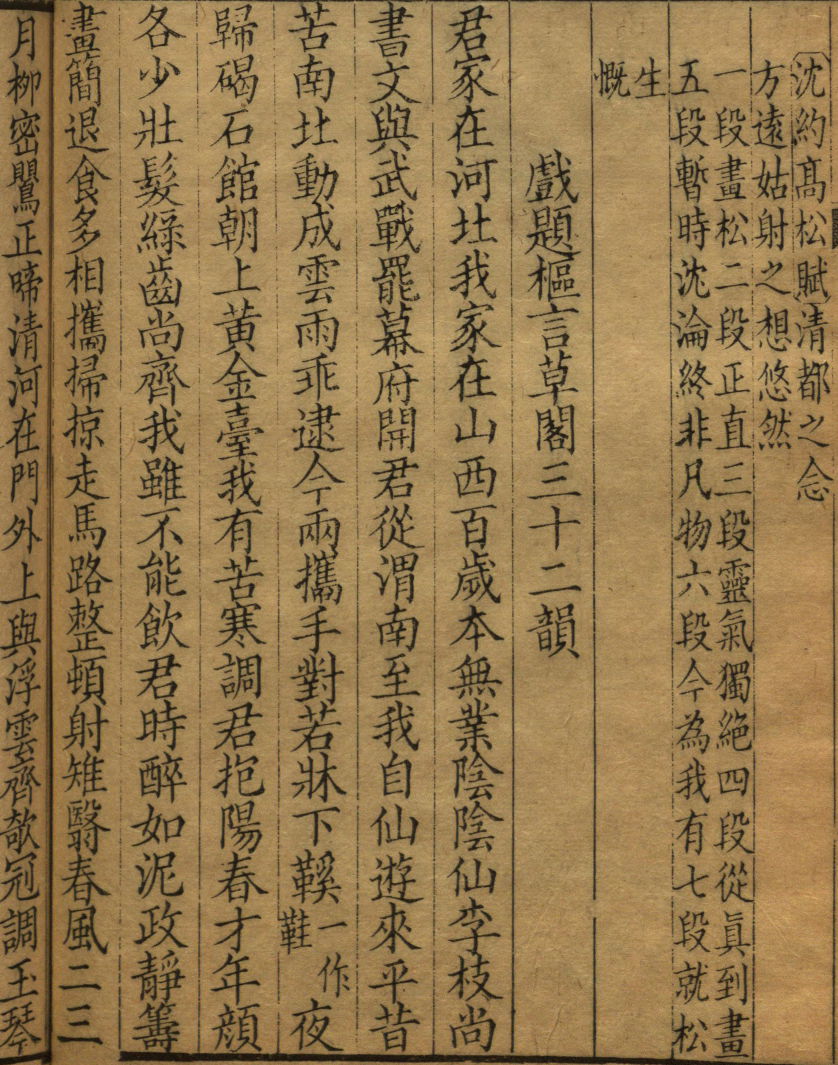 沈約高松賦清都之念
方遠姑射之想悠然
一段畫松二段正直三段靈氣獨絕四段從眞到畫
五段暫時沈淪終非凡物六段今為我有七段就松
生
慨
戲題樞言草閣三十二韻
君家在河北我家在山西百歲本無業陰陰仙李枝尚
書文與武戰罷幕府開君從渭南至我自仙遊來平昔
苦南北動成雲雨乖逮今兩攜手對若牀下鞵一作鞋夜
歸碣石館朝上黃金臺我有苦寒調君抱陽春才年顔
各少壯髮綠齒尚齊我雖不能飲君時醉如泥政靜籌
畫簡退食多相攜掃掠走馬路整頓射雉翳春風二三
月柳密鸎正啼清河在門外上與浮雲齊欹冠調玉琴